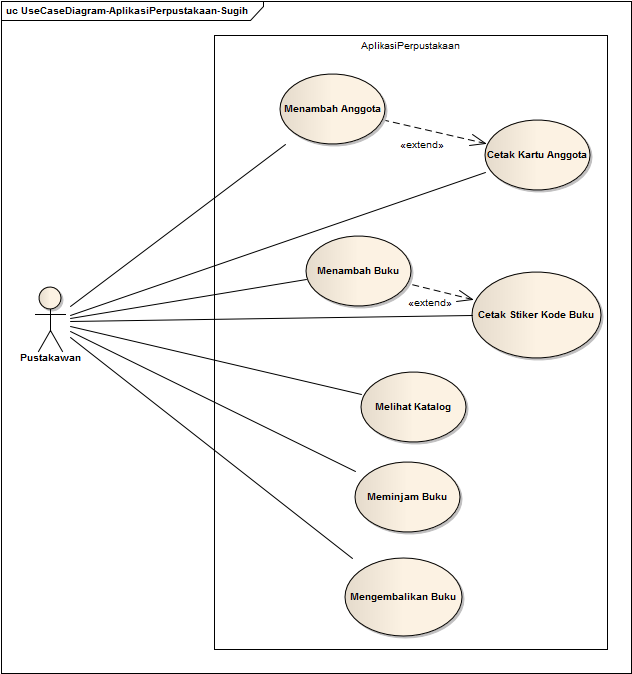 uc UseCaseDiagram-AplikasiPerpustakaan-Sugih
AplikasiPerpustakaan
Menambah Anggota
«extend»
Cetak Kartu Anggota
Menambah Buku
«extend»
Cetak Stiker Kode Buku
Pustakawan
Melihat Katalog
Meminjam Buku
Mengembalikan Buku